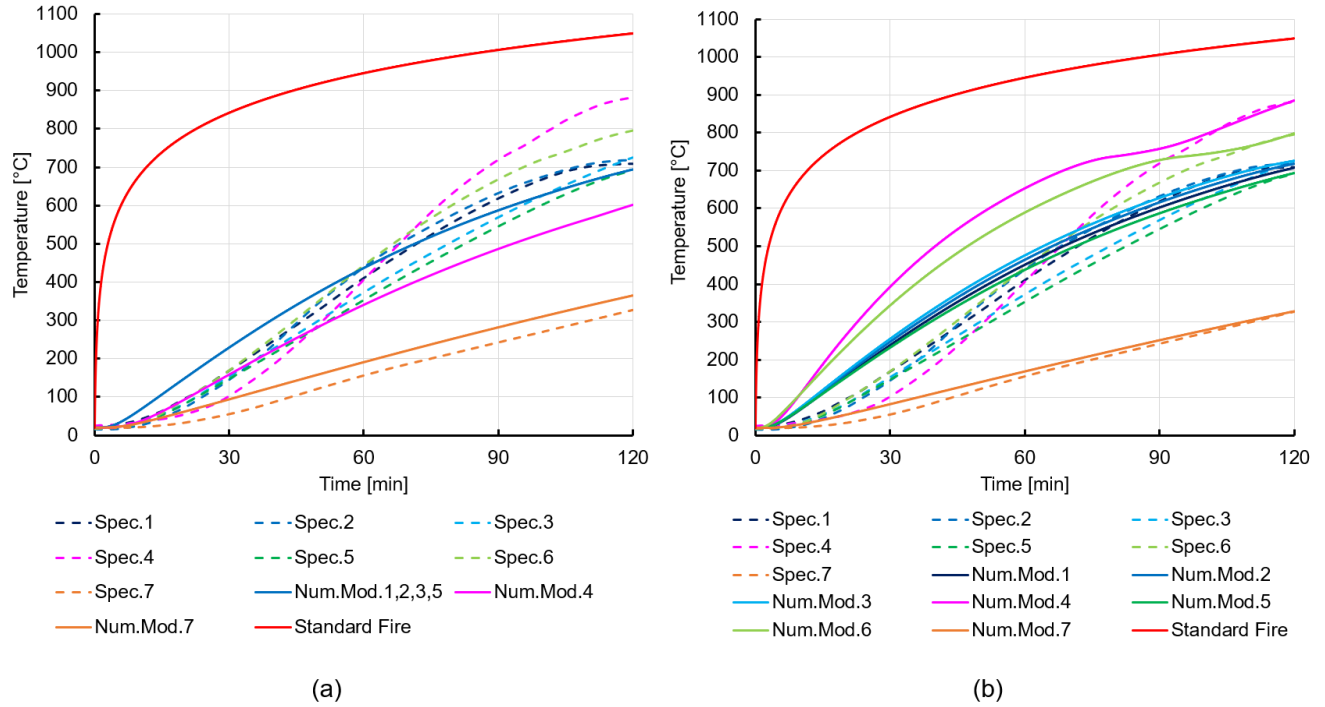 1100
1000
900
800
700
600
500
400
300
200
100
0
Temperature [°C]
0 30 60 90 120
Time [min]
Spec.1 Spec.2 Spec.3
Spec.4 Spec.5 Spec.6
Spec.7 Num.Mod.1,2,3,5 Num.Mod.4
Num.Mod.7 Standard Fire
(a)
1100
1000
900
800
700
600
500
400
300
200
100
0
Temperature [°C]
0 30 60 90 120
Time [min]
Spec.1 Spec.2 Spec.3
Spec.4 Spec.5 Spec.6
Spec.7 Num.Mod.1 Num.Mod.2
Num.Mod.3 Num.Mod.4 Num.Mod.5
Num.Mod.6 Num.Mod.7 Standard Fire
(b)